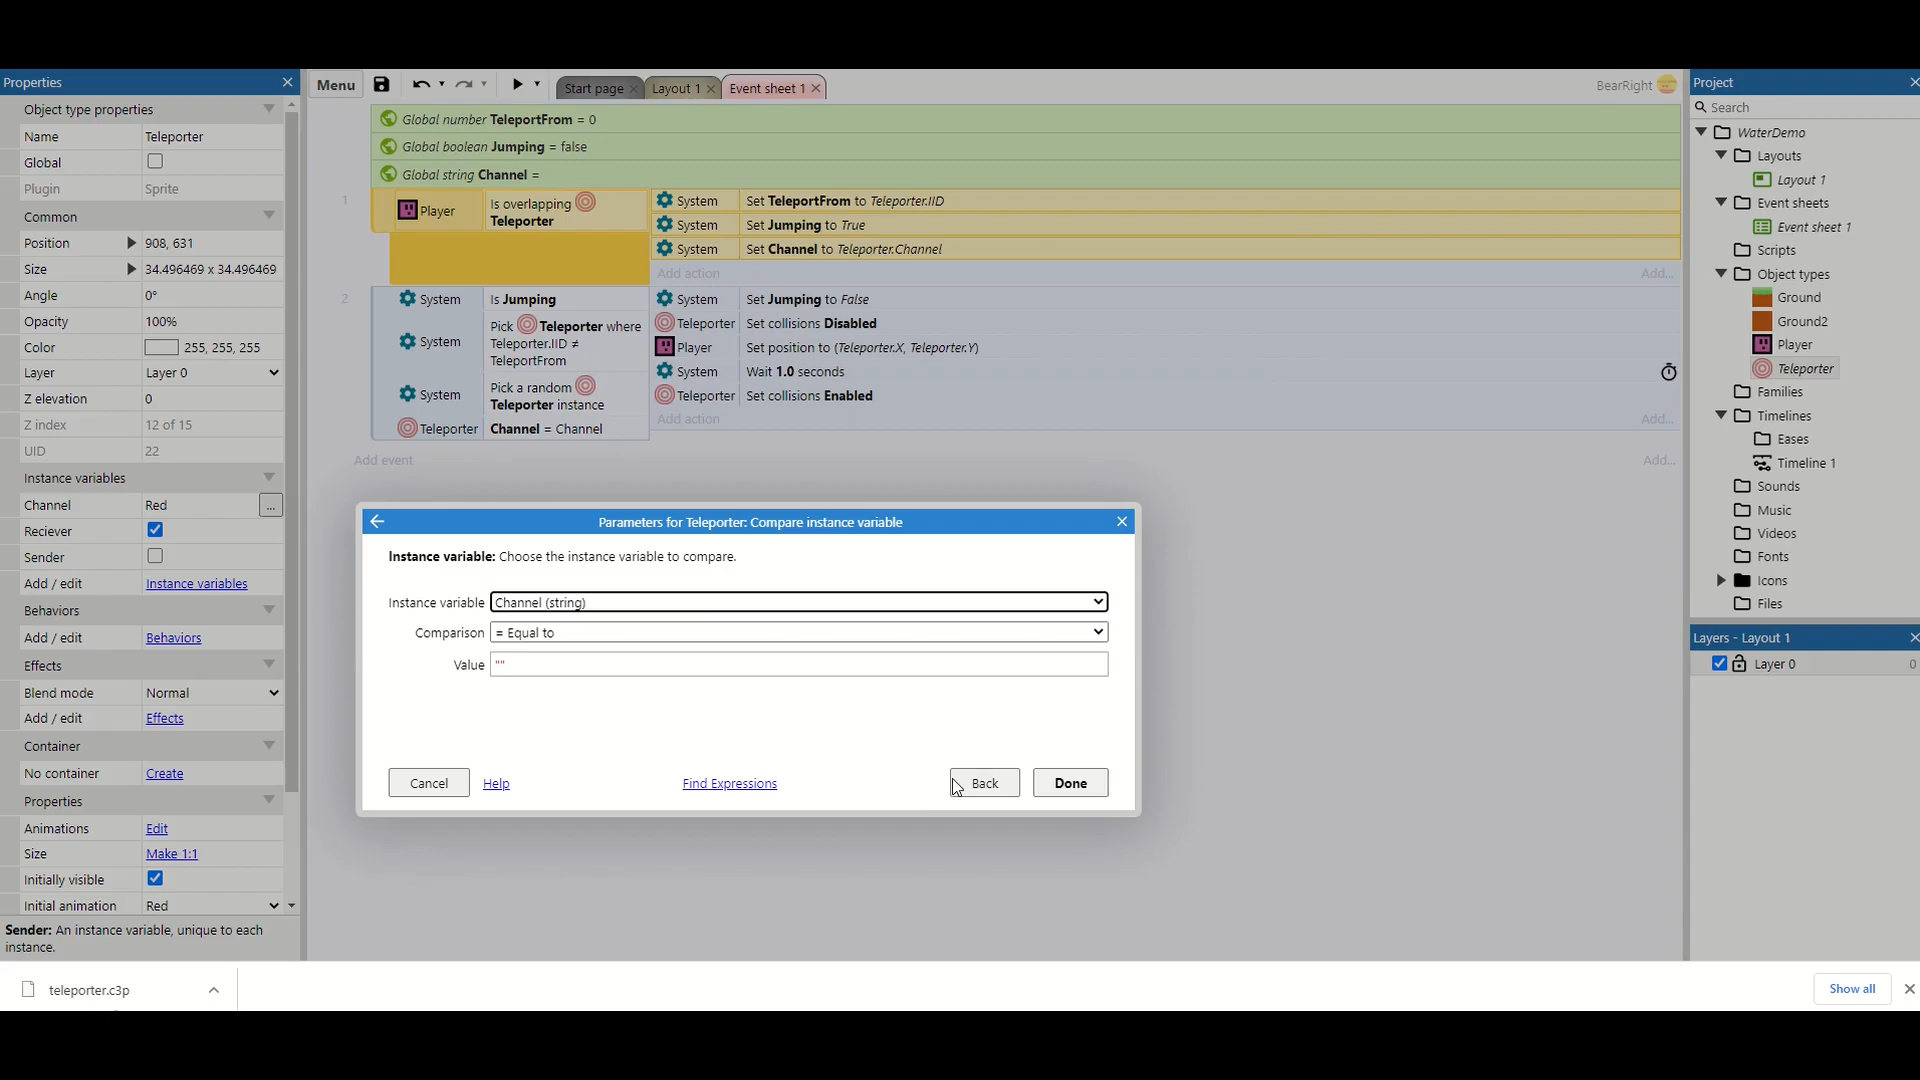 Properties
Object type properties
Name Teleporter
Global
Plugin Sprite
Common
Position 908, 631
Size 34.496469 x 34.496469
Angle 0°
Opacity 100%
Color 255, 255, 255
Layer Layer 0
Z elevation 0
Z index 12 of 15
UID 22
Instance variables
Channel Red ...
Reciever
Sender
Add / edit Instance variables
Behaviors
Add / edit Behaviors
Effects
Blend mode Normal
Add / edit Effects
Container
No container Create
Properties
Animations Edit
Size Make 1:1
Initially visible
Initial animation Red
Sender: An instance variable, unique to each
instance.
Menu Start page Layout 1 Event sheet 1 BearRight
Global number TeleportFrom = 0
Global boolean Jumping = false
Global string Channel =
1
Player Is overlapping
Teleporter
System Set TeleportFrom to Teleporter.IID
System Set Jumping to True
System Set Channel to Teleporter.Channel
Add action Add...
2
System Is Jumping
System Pick Teleporter where
Teleporter.IID ≠
TeleportFrom
System Pick a random
Teleporter instance
Teleporter Channel = Channel
System Set Jumping to False
Teleporter Set collisions Disabled
Player Set position to (Teleporter.X, Teleporter.Y)
System Wait 1.0 seconds
Teleporter Set collisions Enabled
Add action Add...
Add event Add...
Parameters for Teleporter: Compare instance variable
Instance variable: Choose the instance variable to compare.
Instance variable Channel (string)
Comparison = Equal to
Value ""
Cancel Help Find Expressions Back Done
Project
Search
WaterDemo
Layouts
Layout 1
Event sheets
Event sheet 1
Scripts
Object types
Ground
Ground2
Player
Teleporter
Families
Timelines
Eases
Timeline 1
Sounds
Music
Videos
Fonts
Icons
Files
Layers - Layout 1
Layer 0 0
teleporter.c3p Show all